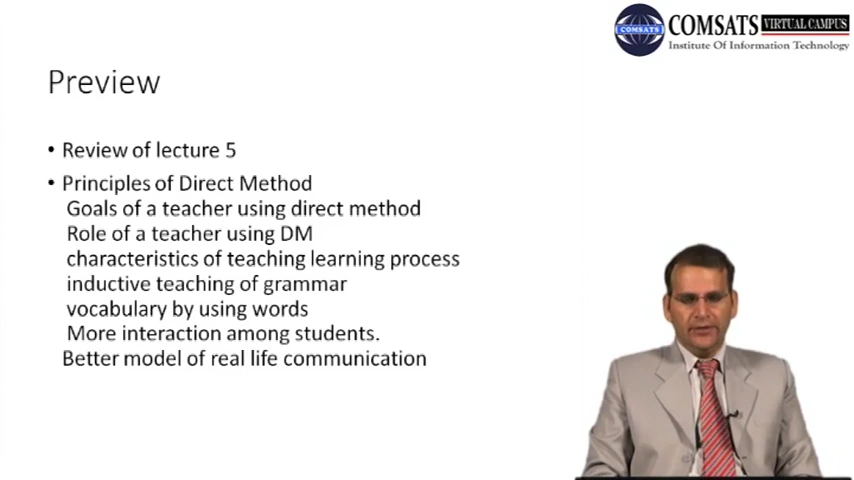 COMSATS VIRTUAL CAMPUS
COMSATS
Institute Of Information Technology
Preview
• Review of lecture 5
• Principles of Direct Method
Goals of a teacher using direct method
Role of a teacher using DM
characteristics of teaching learning process
inductive teaching of grammar
vocabulary by using words
More interaction among students.
Better model of real life communication